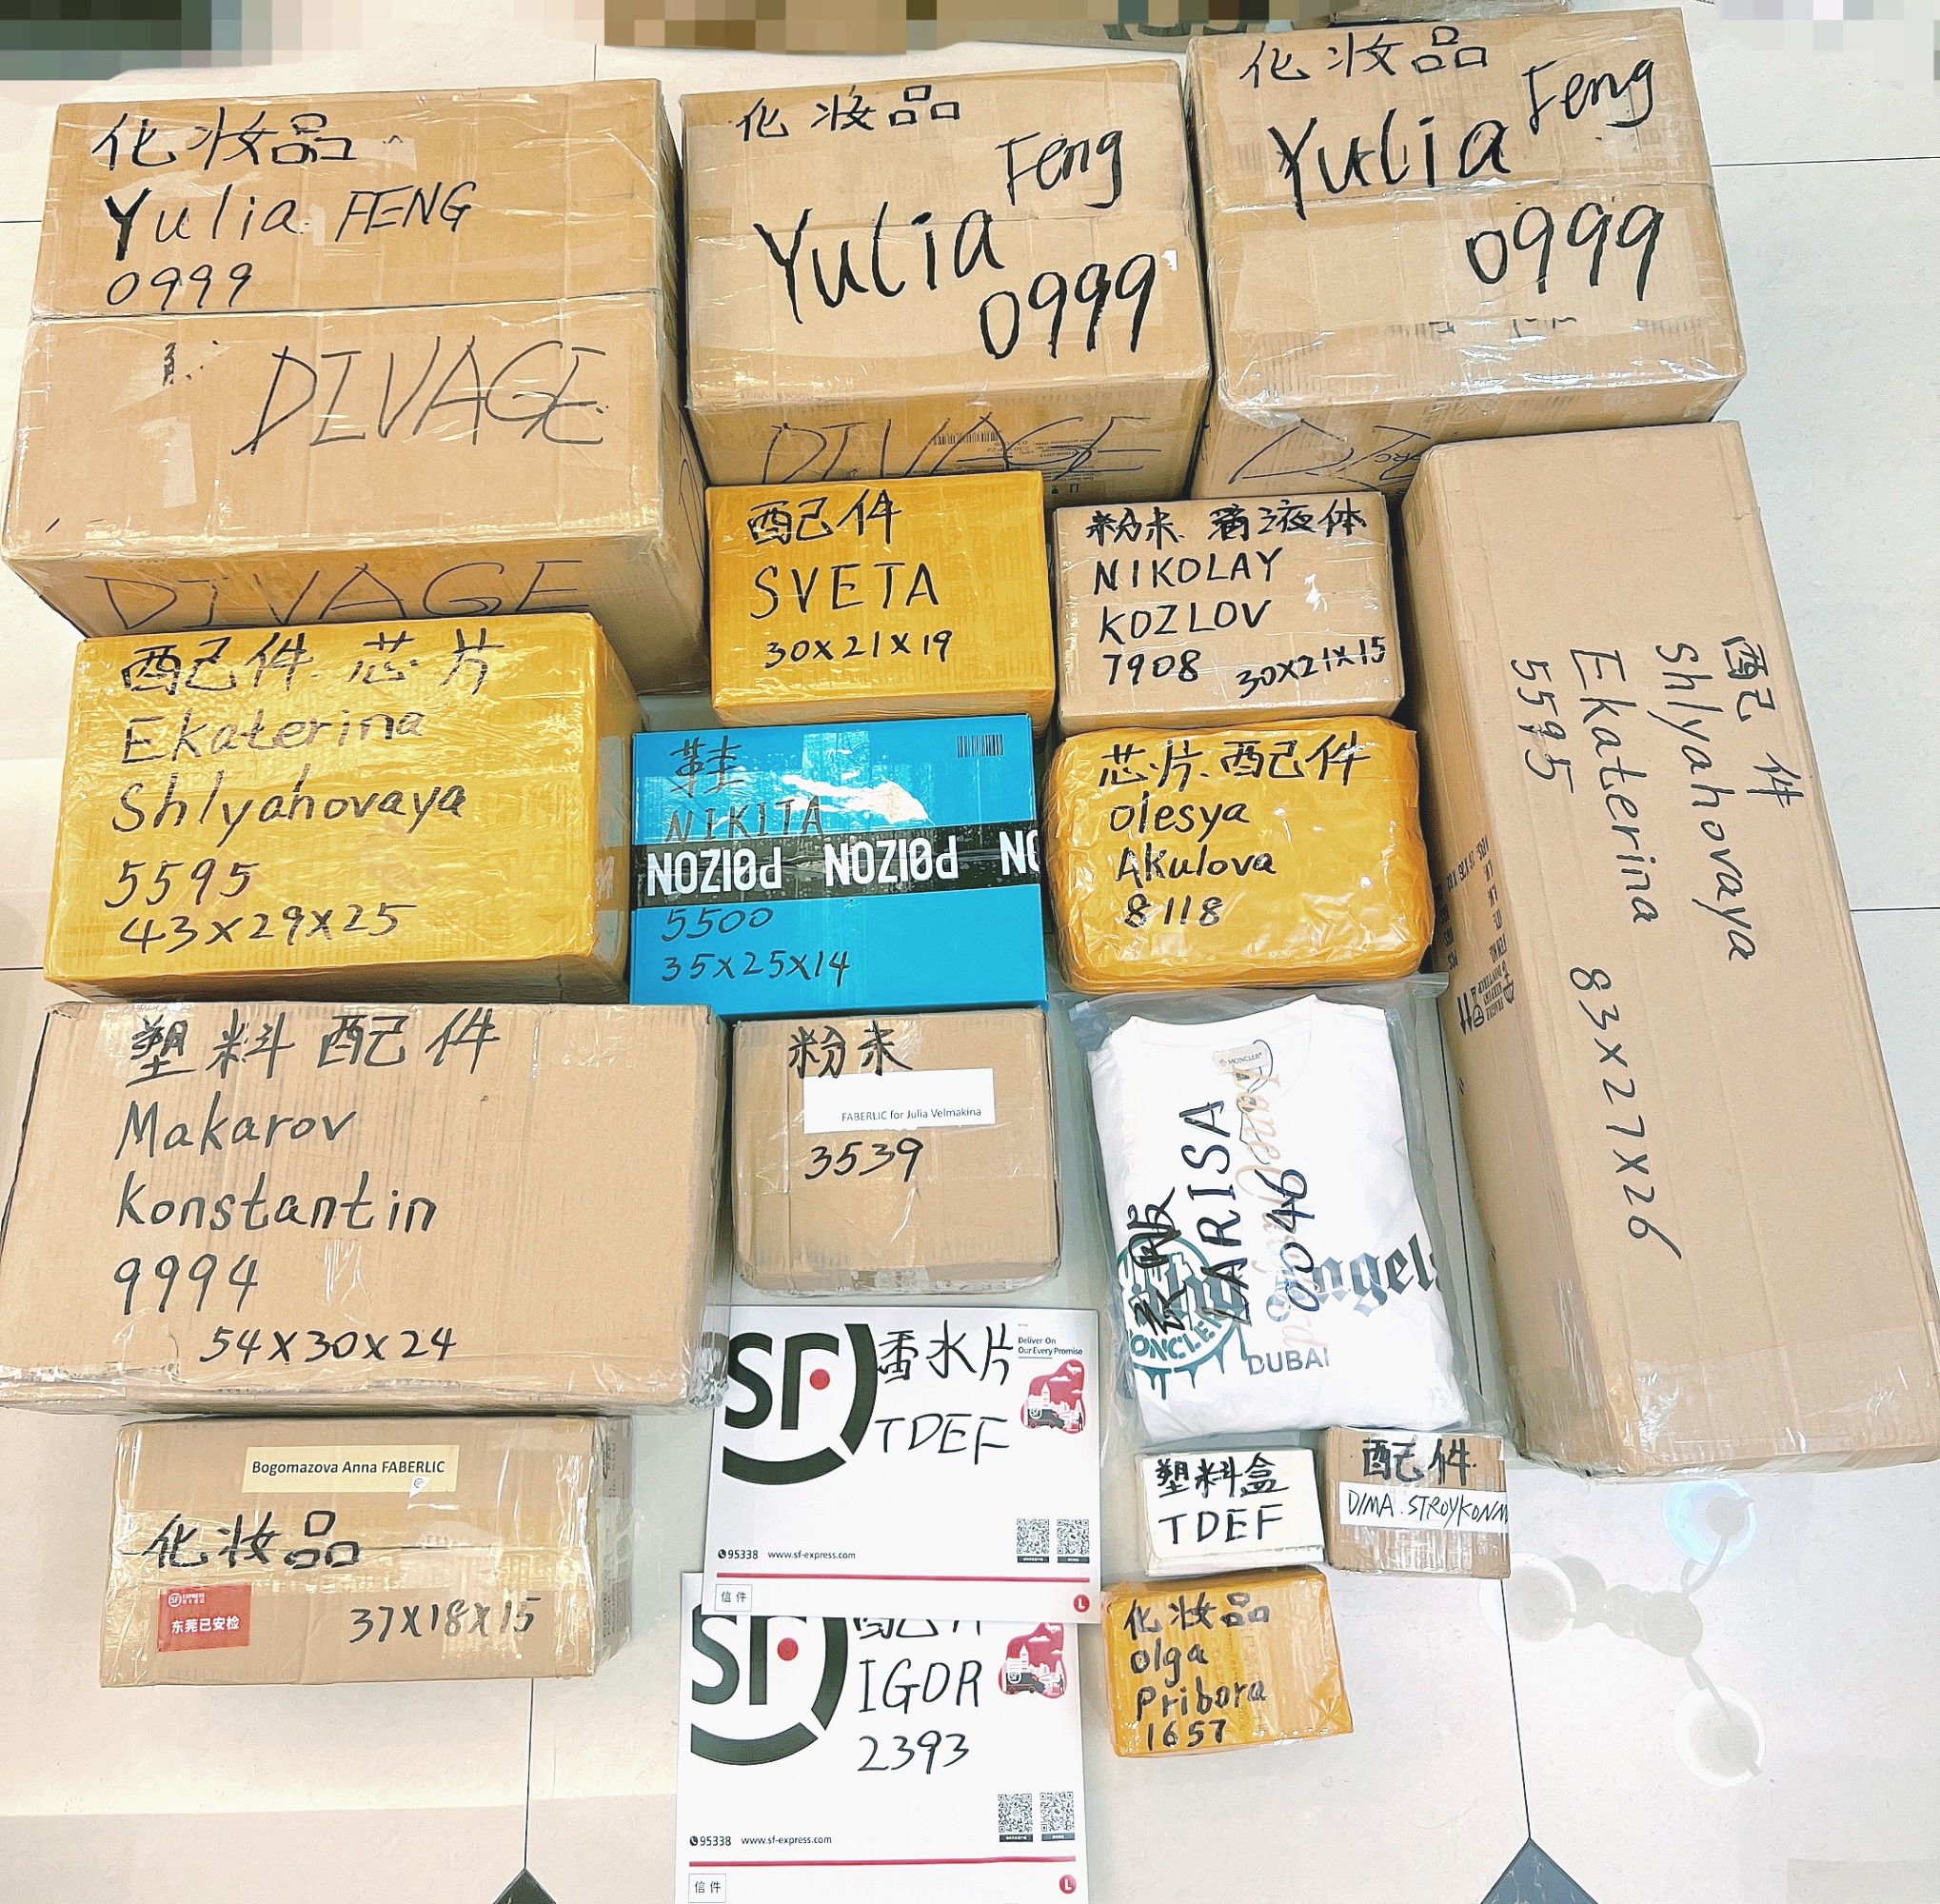 化妆品
Yulia FENG
0999
DIVAGE
DIVAGE
化妆品
Feng
Yulia
0999
DIVAGE
化妆品
Feng
Yulia
0999
配件
SVETA
30x21x19
粉末 液体
NIKOLAY
KOZLOV
7908 30x21x15
配件
Shlyahovaya
Ekaterina 83x27x26
5595
配件.芯片
Ekaterina
Shlyahovaya
5595
43x29x25
鞋
NIKITA
POIZON POIZON
5500
35x25x14
芯片.配件
olesya
Akulova
8118
塑料配件
Makarov
Konstantin
9994
54x30x24
粉末
FABERLIC for Julia Velmakina
3539
MONCLER
LARISA
0046
DUBAI
SF
香水片
TDEF
Deliver On
Our Every Promise
95338 www.sf-express.com
信件
L
塑料盒
TDEF
配件
DIMA.STROYKOM
Bogomazova Anna FABERLIC
化妆品
SF EXPRESS
东莞已安检
37x18x15
SF
配件
IGOR
2393
95338 www.sf-express.com
信件
L
化妆品
olga
Pribora
1657